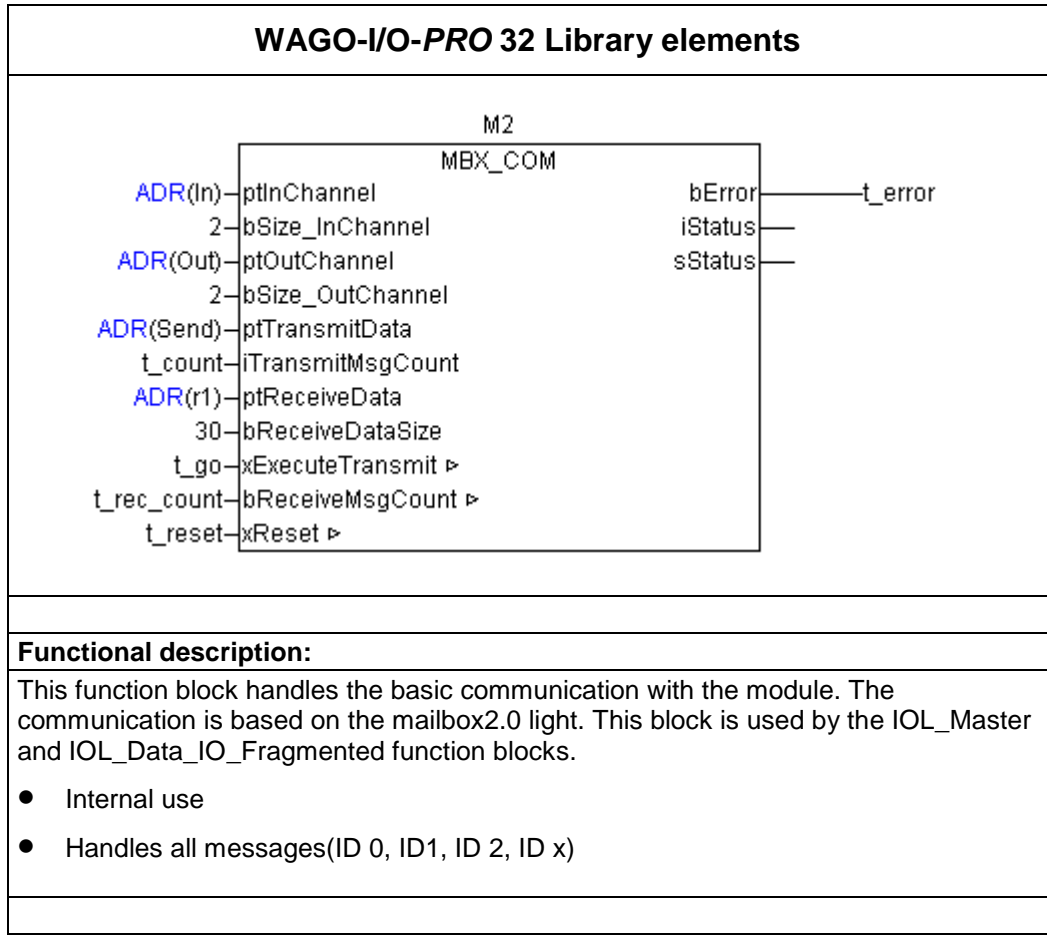 WAGO-I/O-PRO 32 Library elements
M2
MBX_COM
ADR(In) ptInChannel bError t_error
2 bSize_InChannel iStatus
ADR(Out) ptOutChannel sStatus
2 bSize_OutChannel
ADR(Send) ptTransmitData
t_count iTransmitMsgCount
ADR(r1) ptReceiveData
30 bReceiveDataSize
t_go xExecuteTransmit
t_rec_count bReceiveMsgCount
t_reset xReset
Functional description:
This function block handles the basic communication with the module. The
communication is based on the mailbox2.0 light. This block is used by the IOL_Master
and IOL_Data_IO_Fragmented function blocks.
● Internal use
● Handles all messages(ID 0, ID1, ID 2, ID x)